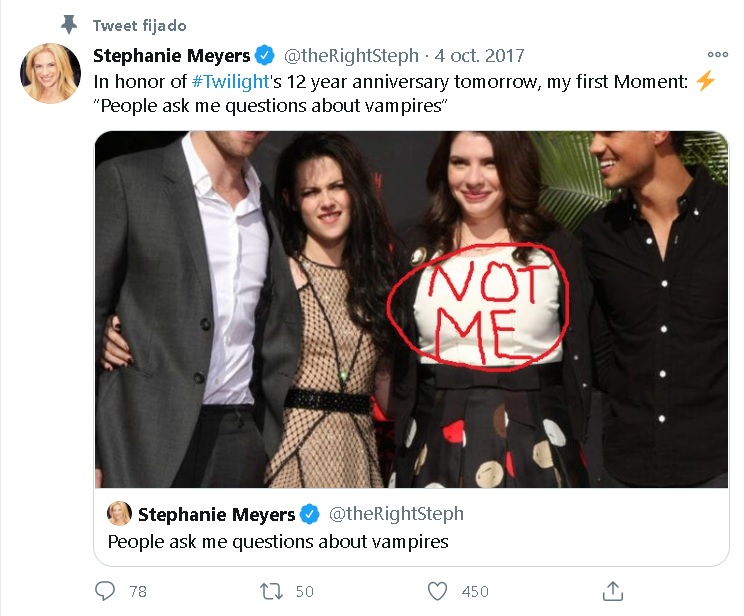 Tweet fijado
Stephanie Meyers @theRightSteph · 4 oct. 2017
In honor of #Twilight's 12 year anniversary tomorrow, my first Moment: ⚡
“People ask me questions about vampires”
NOT
ME
Stephanie Meyers @theRightSteph
People ask me questions about vampires
78 50 450